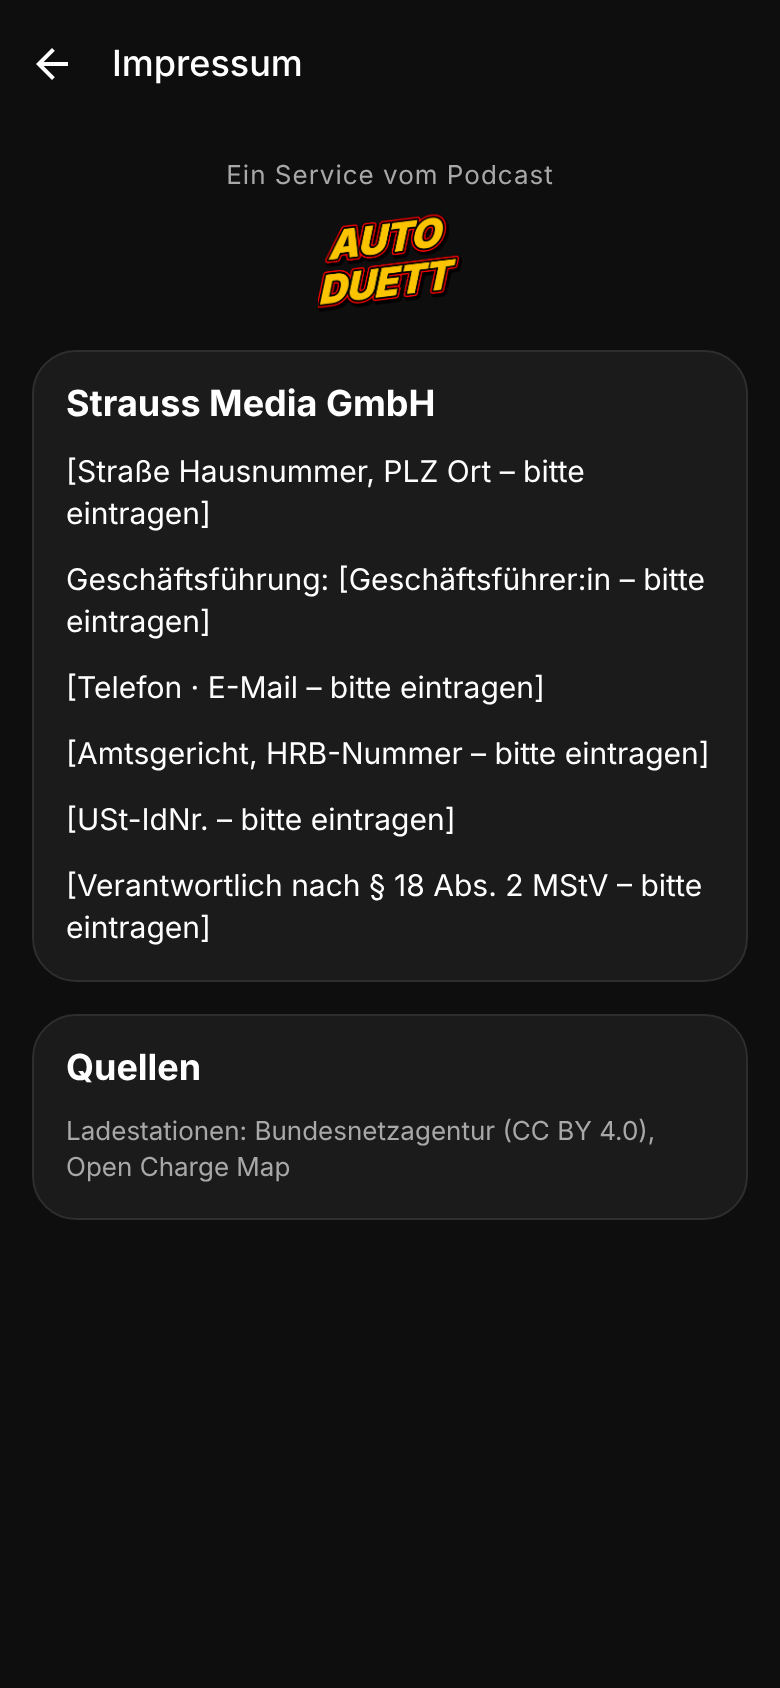 Impressum
Ein Service vom Podcast
AUTO
DUETT
Strauss Media GmbH
[Straße Hausnummer, PLZ Ort – bitte
eintragen]
Geschäftsführung: [Geschäftsführer:in – bitte
eintragen]
[Telefon · E-Mail – bitte eintragen]
[Amtsgericht, HRB-Nummer – bitte eintragen]
[USt-IdNr. – bitte eintragen]
[Verantwortlich nach § 18 Abs. 2 MStV – bitte
eintragen]
Quellen
Ladestationen: Bundesnetzagentur (CC BY 4.0),
Open Charge Map